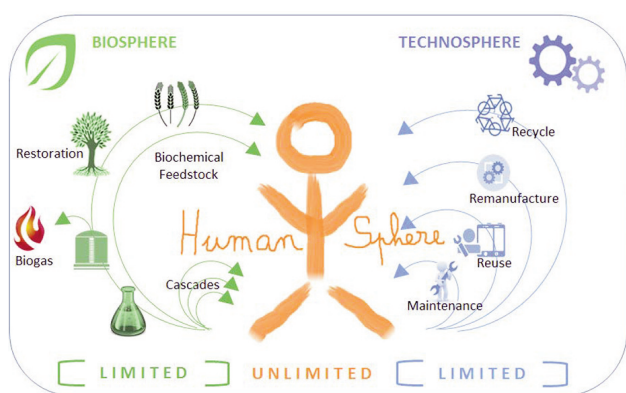 BIOSPHERE
TECHNOSPHERE
Recycle
Restoration
Biochemical
Feedstock
Remanufacture
Human Sphere
Biogas
Reuse
Cascades
Maintenance
LIMITED
UNLIMITED
LIMITED